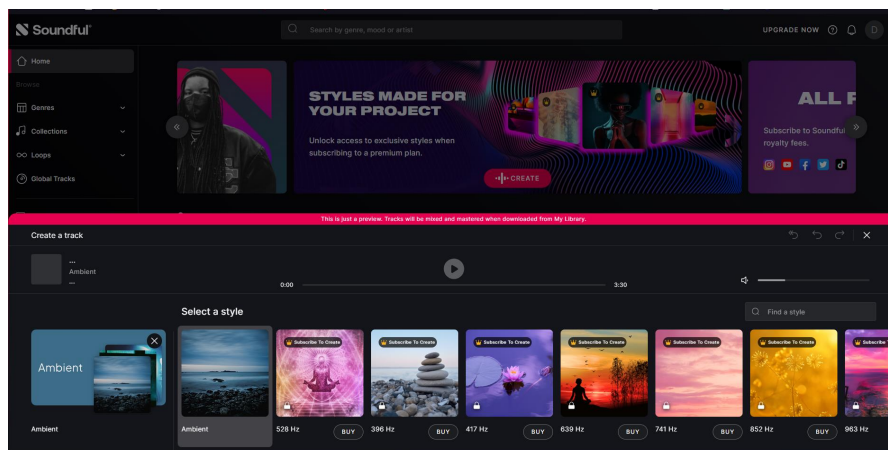 Soundful
Search by genre, mood or artist
UPGRADE NOW
D
Home
Browse
Genres
Collections
Loops
Global Tracks
STYLES MADE FOR
YOUR PROJECT
Unlock access to exclusive styles when
subscribing to a premium plan.
CREATE
ALL F
Subscribe to Soundful
royalty fees.
This is just a preview. Tracks will be mixed and mastered when downloaded from My Library.
Create a track
...
Ambient
...
0:00
3:30
Select a style
Find a style
Ambient
Subscribe To Create
Subscribe To Create
Subscribe To Create
Subscribe To Create
Subscribe To Create
Subscribe To Create
Subscribe To
Ambient
Ambient
528 Hz
BUY
396 Hz
BUY
417 Hz
BUY
639 Hz
BUY
741 Hz
BUY
852 Hz
BUY
963 Hz